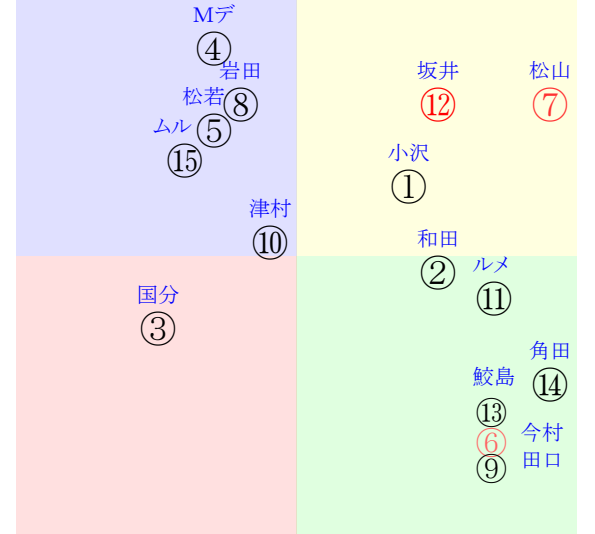 Mデ
④
岩田
坂井
松山
松若
⑧
⑫
⑦
ムル
⑤
⑮
小沢
①
津村
⑩
和田
②
ルメ
⑪
国分
③
角田
⑭
鮫島
⑬
今村
⑥
田口
⑨